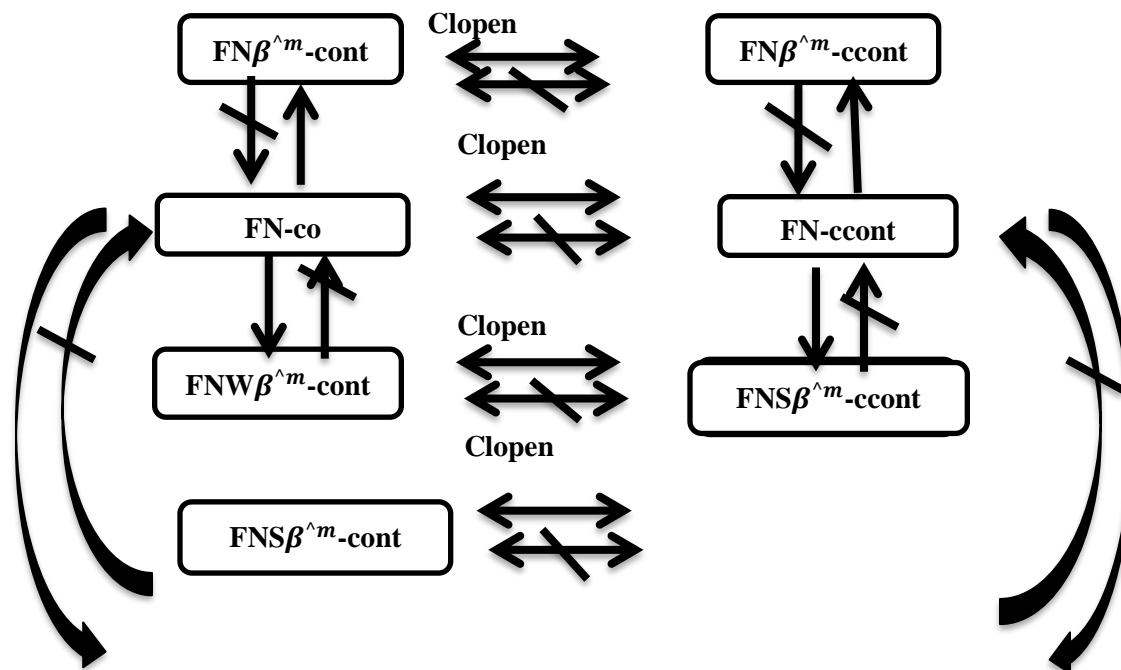 Clopen
FNβ^m-cont
FNβ^m-ccont
Clopen
FN-co
FN-ccont
Clopen
FNWβ^m-cont
FNSβ^m-ccont
Clopen
FNSβ^m-cont